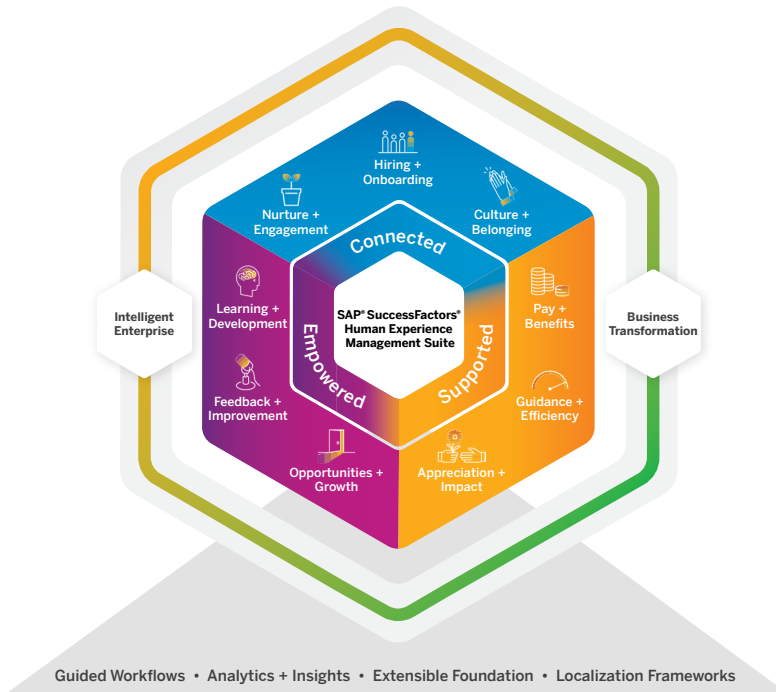 Hiring +
Onboarding
Nurture +
Engagement
Culture +
Belonging
Connected
Learning +
Development
Pay +
Benefits
Intelligent
Enterprise
SAP® SuccessFactors®
Human Experience
Management Suite
Business
Transformation
Empowered
Supported
Feedback +
Improvement
Guidance +
Efficiency
Opportunities +
Growth
Appreciation +
Impact
Guided Workflows • Analytics + Insights • Extensible Foundation • Localization Frameworks